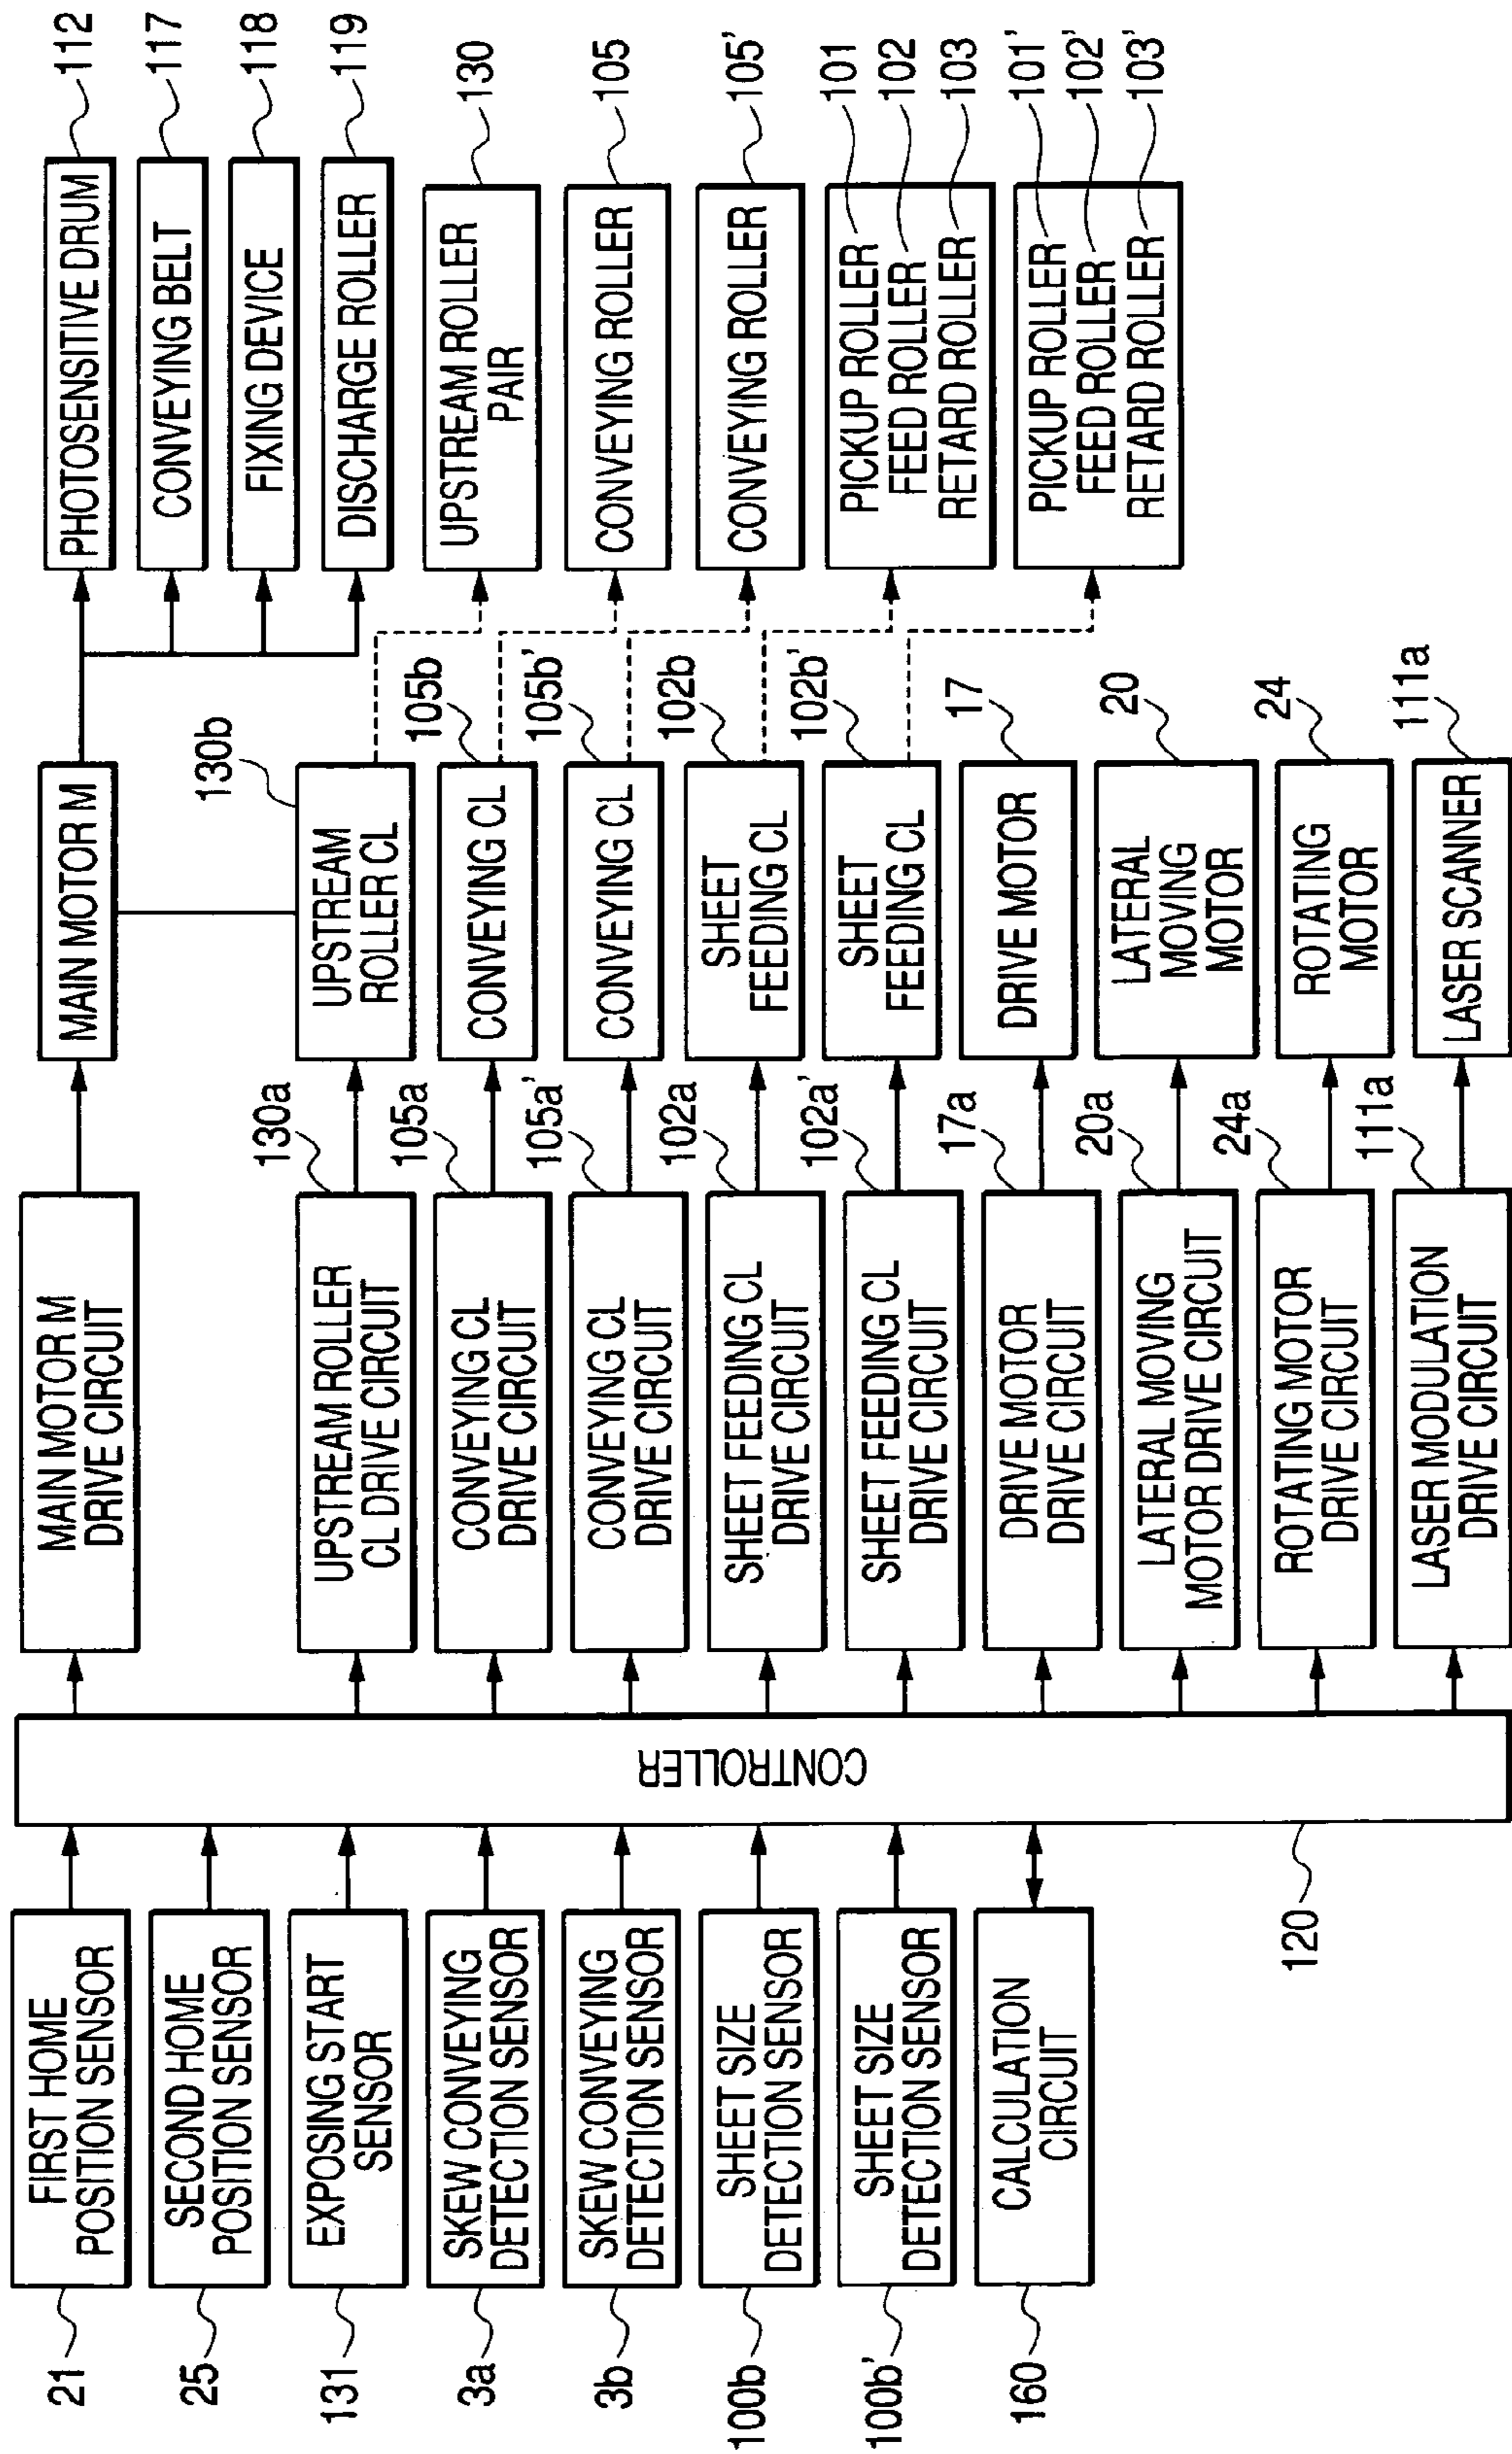 21
FIRST HOME
POSITION SENSOR
25
SECOND HOME
POSITION SENSOR
131
EXPOSING START
SENSOR
3a
SKEW CONVEYING
DETECTION SENSOR
3b
SKEW CONVEYING
DETECTION SENSOR
100b
SHEET SIZE
DETECTION SENSOR
100b'
SHEET SIZE
DETECTION SENSOR
160
CALCULATION
CIRCUIT
CONTROLLER
120
MAIN MOTOR M
DRIVE CIRCUIT
130a
UPSTREAM ROLLER
CL DRIVE CIRCUIT
105a
CONVEYING CL
DRIVE CIRCUIT
105a'
CONVEYING CL
DRIVE CIRCUIT
102a
SHEET FEEDING CL
DRIVE CIRCUIT
102a'
SHEET FEEDING CL
DRIVE CIRCUIT
17a
DRIVE MOTOR
DRIVE CIRCUIT
20a
LATERAL MOVING
MOTOR DRIVE CIRCUIT
24a
ROTATING MOTOR
DRIVE CIRCUIT
111a
LASER MODULATION
DRIVE CIRCUIT
MAIN MOTOR M
130b
UPSTREAM
ROLLER CL
105b
CONVEYING CL
105b'
CONVEYING CL
102b
SHEET
FEEDING CL
102b'
SHEET
FEEDING CL
17
DRIVE MOTOR
20
LATERAL
MOVING
MOTOR
24
ROTATING
MOTOR
111a
LASER SCANNER
PHOTOSENSITIVE DRUM
112
CONVEYING BELT
117
FIXING DEVICE
118
DISCHARGE ROLLER
119
UPSTREAM ROLLER
PAIR
130
CONVEYING ROLLER
105
CONVEYING ROLLER
105'
PICKUP ROLLER
101
FEED ROLLER
102
RETARD ROLLER
103
PICKUP ROLLER
101'
FEED ROLLER
102'
RETARD ROLLER
103'